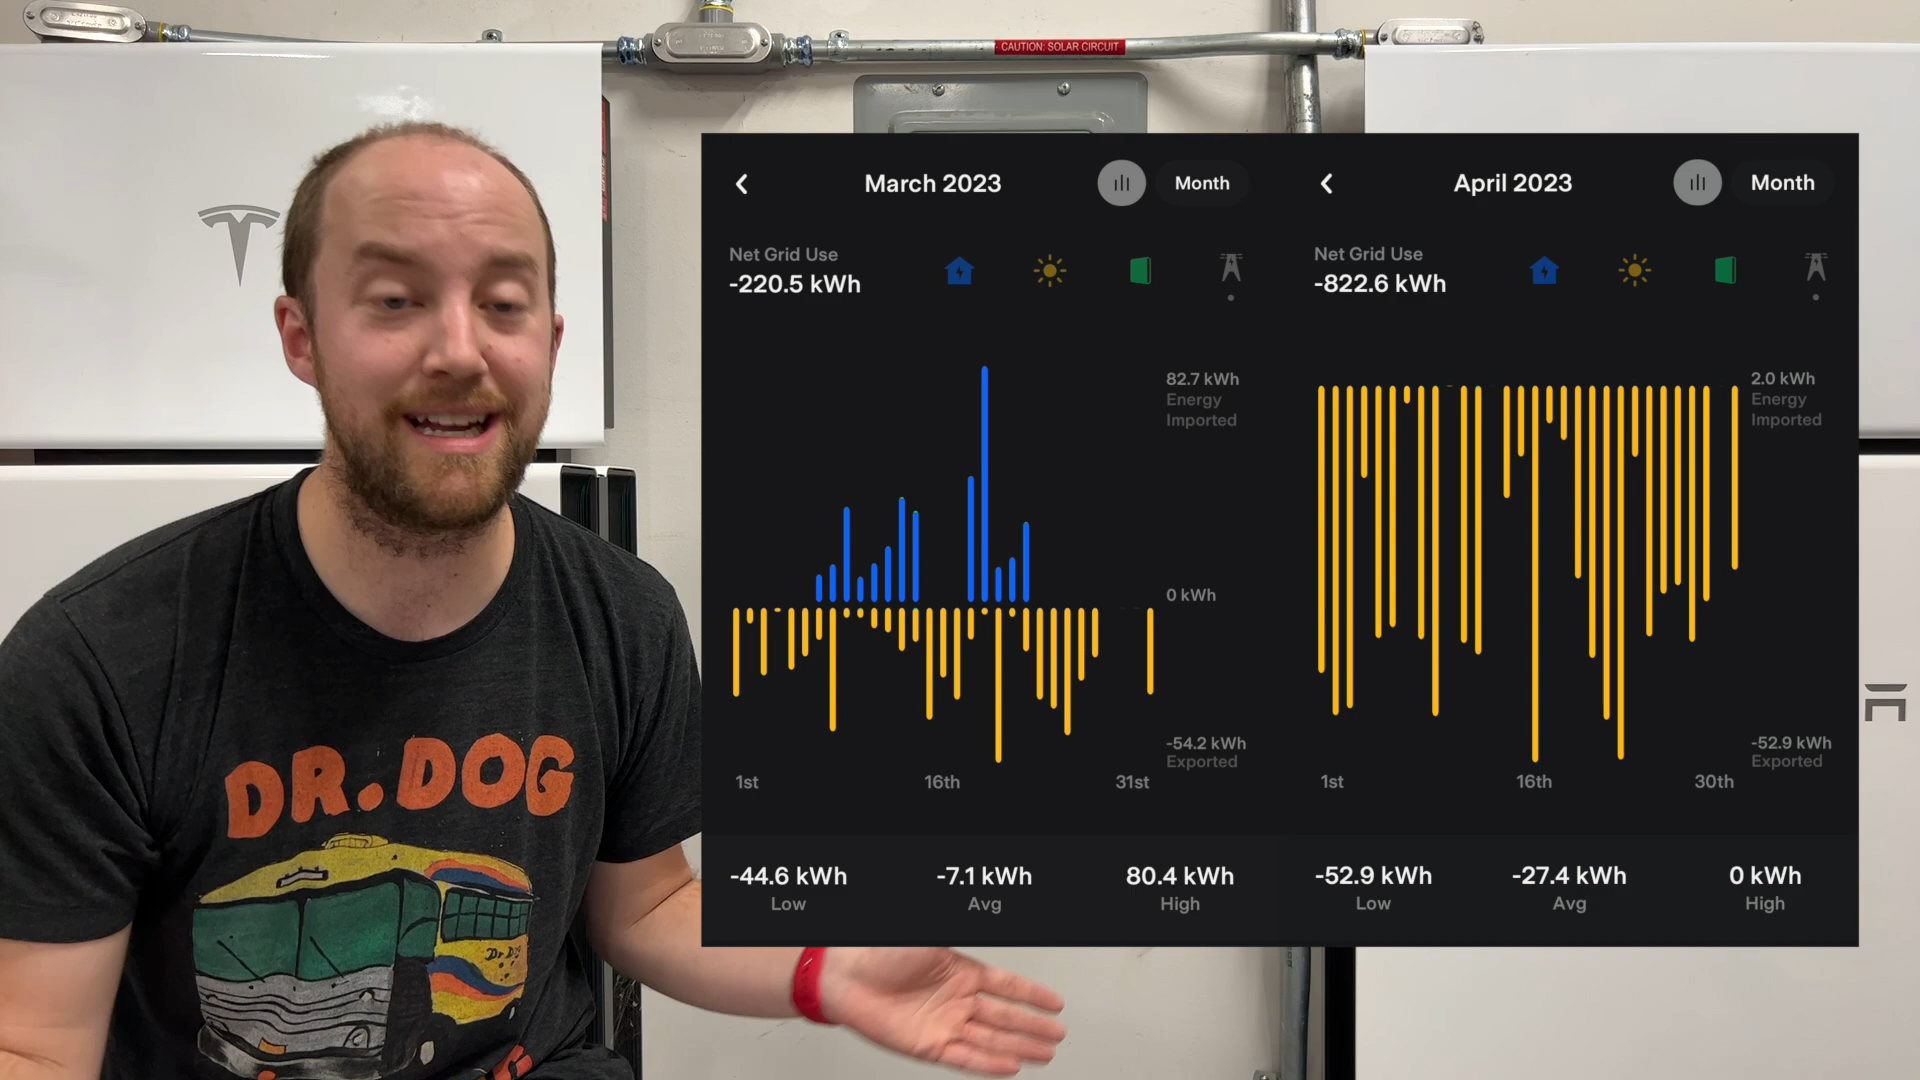 CAUTION: SOLAR CIRCUIT
March 2023
Month
Net Grid Use
-220.5 kWh
82.7 kWh
Energy
Imported
0 kWh
-54.2 kWh
Exported
1st
16th
31st
-44.6 kWh
-7.1 kWh
80.4 kWh
Low
Avg
High
April 2023
Month
Net Grid Use
-822.6 kWh
2.0 kWh
Energy
Imported
-52.9 kWh
Exported
1st
16th
30th
-52.9 kWh
-27.4 kWh
0 kWh
Low
Avg
High
DR. DOG
Dr Dog